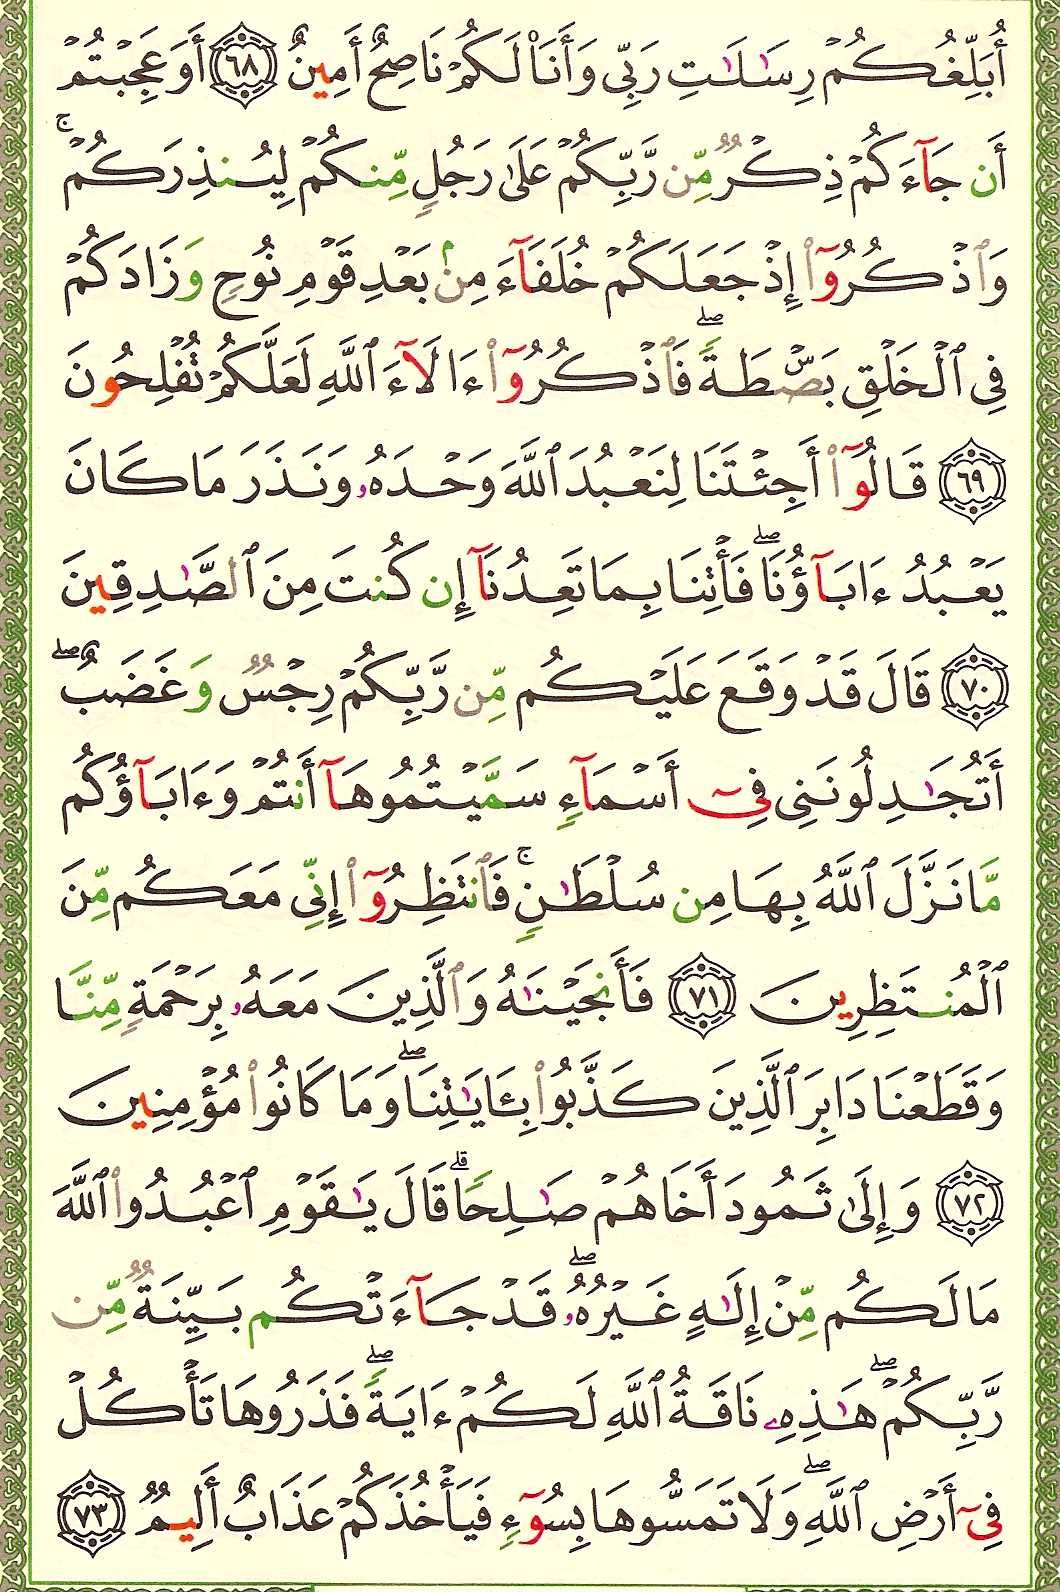 أُبَلِّغُكُمْ رِسَٰلَٰتِ رَبِّى وَأَنَا۠ لَكُمْ نَاصِحٌ أَمِينٌ ٦٨ أَوَعَجِبْتُمْ
أَن جَآءَكُمْ ذِكْرٌ مِّن رَّبِّكُمْ عَلَىٰ رَجُلٍ مِّنكُمْ لِيُنذِرَكُمْ ۚ
وَٱذْكُرُوٓا۟ إِذْ جَعَلَكُمْ خُلَفَآءَ مِنۢ بَعْدِ قَوْمِ نُوحٍ وَزَادَكُمْ
فِى ٱلْخَلْقِ بَصْۜطَةً ۖ فَٱذْكُرُوٓا۟ ءَالَآءَ ٱللَّهِ لَعَلَّكُمْ تُفْلِحُونَ
٦٩ قَالُوٓا۟ أَجِئْتَنَا لِنَعْبُدَ ٱللَّهَ وَحْدَهُۥ وَنَذَرَ مَا كَانَ
يَعْبُدُ ءَابَآؤُنَا ۖ فَأْتِنَا بِمَا تَعِدُنَآ إِن كُنتَ مِنَ ٱلصَّٰدِقِينَ
٧٠ قَالَ قَدْ وَقَعَ عَلَيْكُم مِّن رَّبِّكُمْ رِجْسٌ وَغَضَبٌ ۖ
أَتُجَٰدِلُونَنِى فِىٓ أَسْمَآءٍ سَمَّيْتُمُوهَآ أَنتُمْ وَءَابَآؤُكُم
مَّا نَزَّلَ ٱللَّهُ بِهَا مِن سُلْطَٰنٍ ۚ فَٱنتَظِرُوٓا۟ إِنِّى مَعَكُم مِّنَ
ٱلْمُنتَظِرِينَ ٧١ فَأَنجَيْنَٰهُ وَٱلَّذِينَ مَعَهُۥ بِرَحْمَةٍ مِّنَّا
وَقَطَعْنَا دَابِرَ ٱلَّذِينَ كَذَّبُوا۟ بِـَٔايَٰتِنَا ۖ وَمَا كَانُوا۟ مُؤْمِنِينَ
٧٢ وَإِلَىٰ ثَمُودَ أَخَاهُمْ صَٰلِحًا ۗ قَالَ يَٰقَوْمِ ٱعْبُدُوا۟ ٱللَّهَ
مَا لَكُم مِّنْ إِلَٰهٍ غَيْرُهُۥ ۖ قَدْ جَآءَتْكُم بَيِّنَةٌ مِّن
رَّبِّكُمْ ۖ هَٰذِهِۦ نَاقَةُ ٱللَّهِ لَكُمْ ءَايَةً ۖ فَذَرُوهَا تَأْكُلْ
فِىٓ أَرْضِ ٱللَّهِ ۖ وَلَا تَمَسُّوهَا بِسُوٓءٍ فَيَأْخُذَكُمْ عَذَابٌ أَلِيمٌ ٧٣